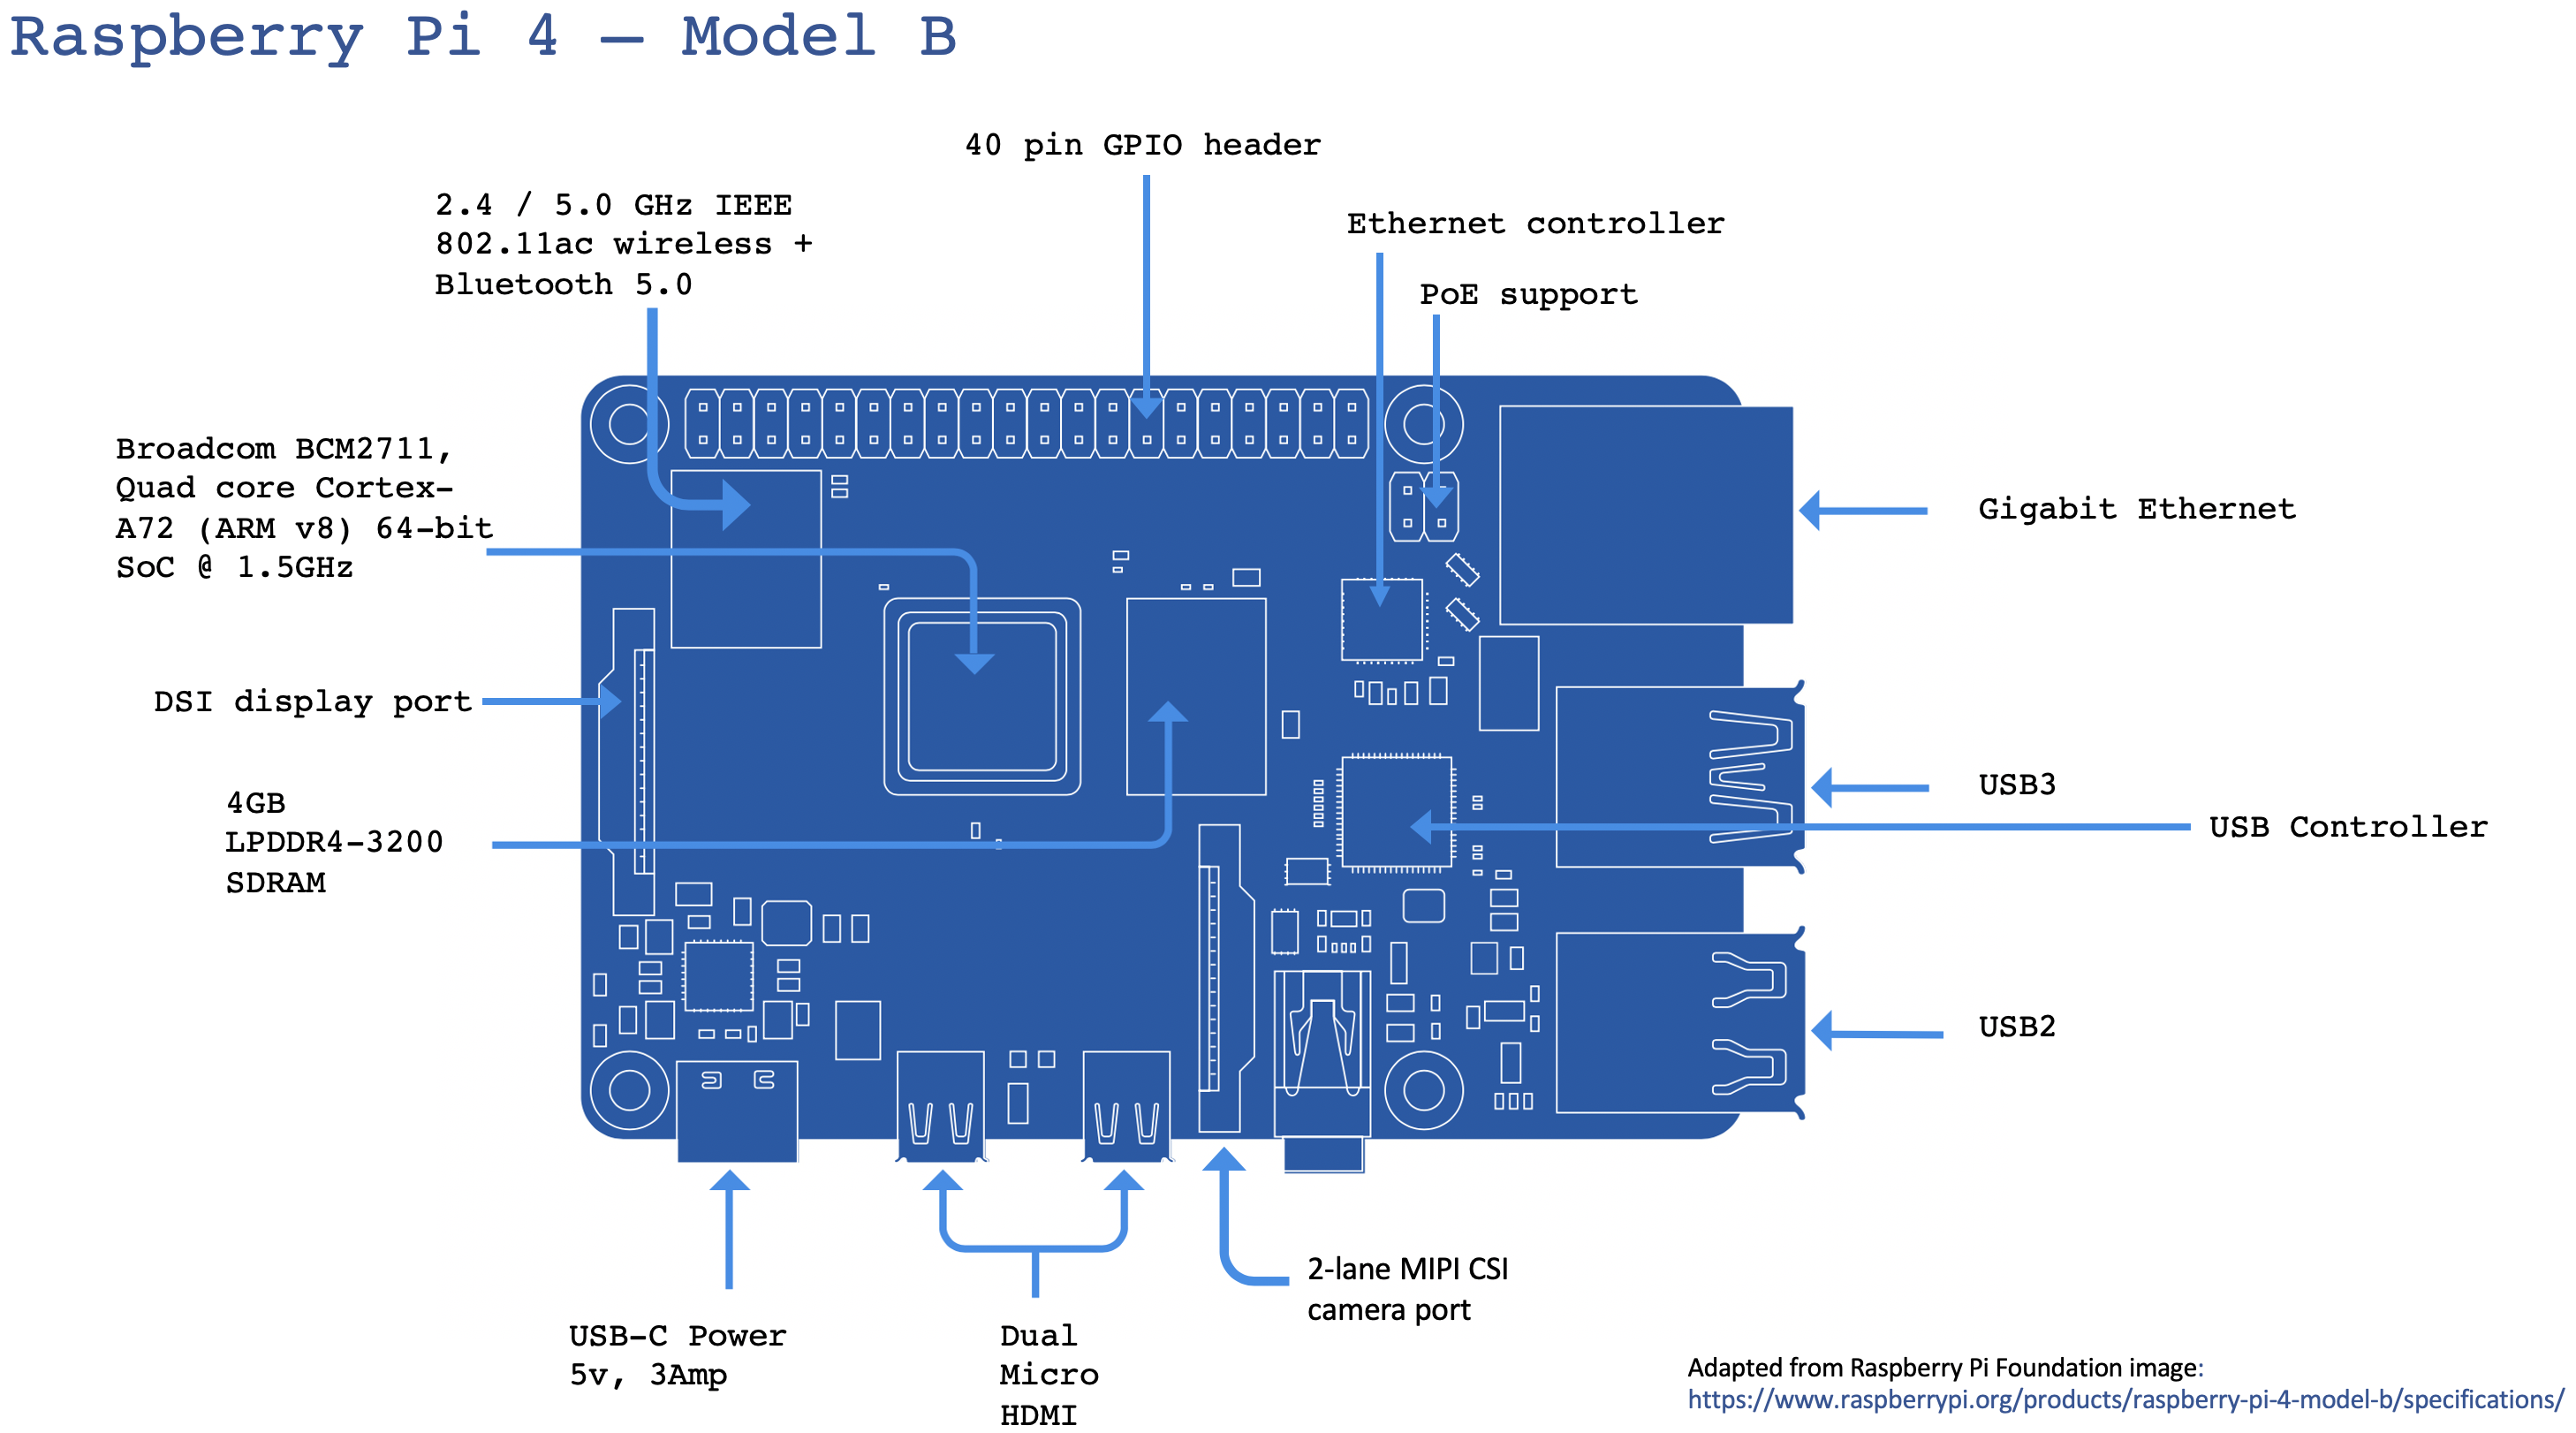 Raspberry Pi 4 – Model B
40 pin GPIO header
2.4 / 5.0 GHz IEEE
802.11ac wireless +
Bluetooth 5.0
Ethernet controller
PoE support
Broadcom BCM2711,
Quad core Cortex-
A72 (ARM v8) 64-bit
SoC @ 1.5GHz
Gigabit Ethernet
DSI display port
4GB
LPDDR4-3200
SDRAM
USB3
USB Controller
USB2
2-lane MIPI CSI
camera port
USB-C Power
5v, 3Amp
Dual
Micro
HDMI
Adapted from Raspberry Pi Foundation image:
https://www.raspberrypi.org/products/raspberry-pi-4-model-b/specifications/